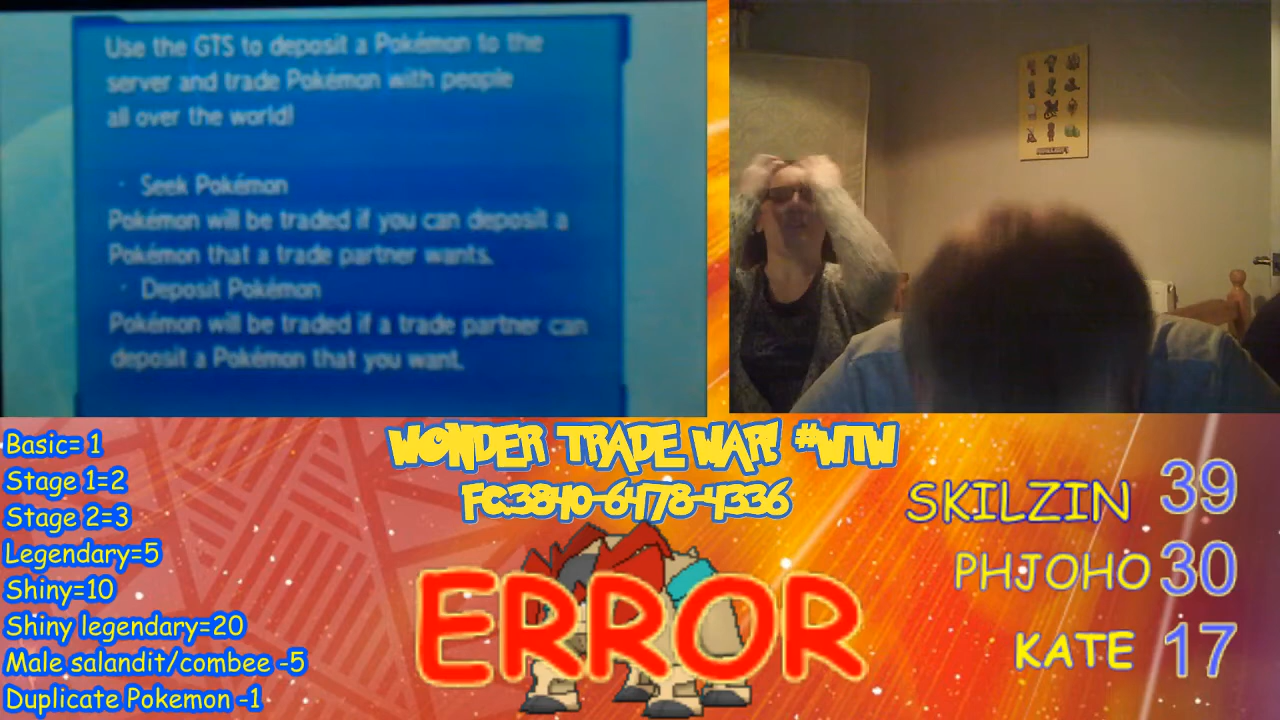 Use the GTS to deposit a Pokémon to the
server and trade Pokémon with people
all over the world!
· Seek Pokémon
Pokémon will be traded if you can deposit a
Pokémon that a trade partner wants.
· Deposit Pokémon
Pokémon will be traded if a trade partner can
deposit a Pokémon that you want.
Basic= 1
Stage 1=2
Stage 2=3
Legendary=5
Shiny=10
Shiny legendary=20
Male salandit/combee -5
Duplicate Pokemon -1
WONDER TRADE WAR! #WTW
FC:3840-6478-4336
ERROR
SKILZIN 39
PHJOHO 30
KATE 17